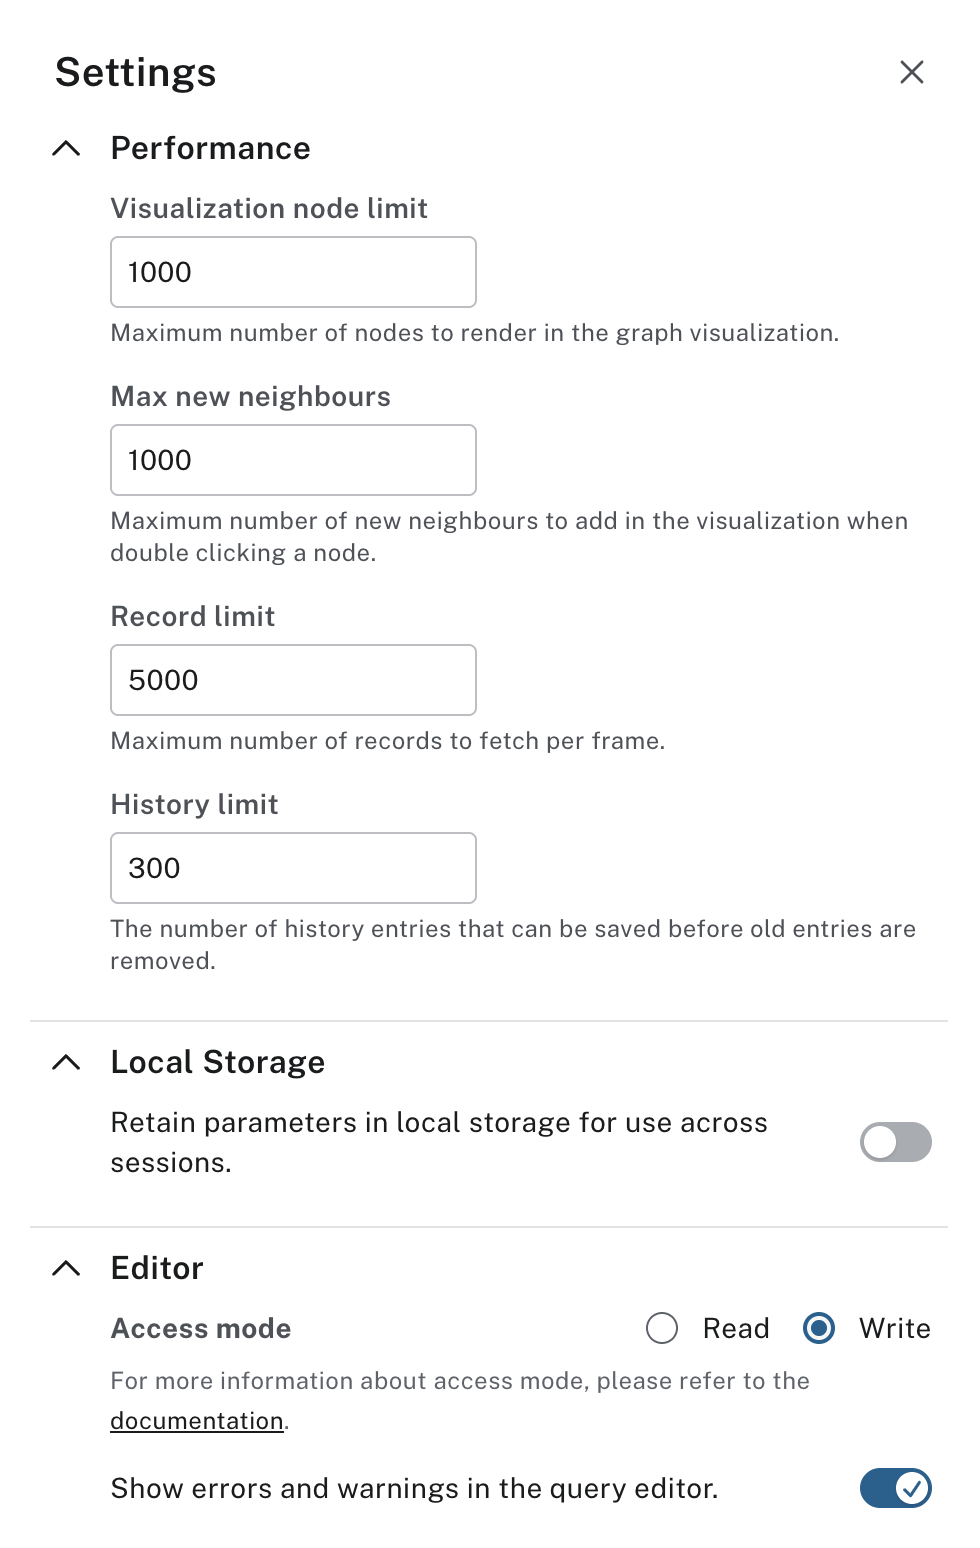 Settings
Performance
Visualization node limit
1000
Maximum number of nodes to render in the graph visualization.
Max new neighbours
1000
Maximum number of new neighbours to add in the visualization when
double clicking a node.
Record limit
5000
Maximum number of records to fetch per frame.
History limit
300
The number of history entries that can be saved before old entries are
removed.
Local Storage
Retain parameters in local storage for use across
sessions.
Editor
Access mode Read Write
For more information about access mode, please refer to the
documentation.
Show errors and warnings in the query editor.